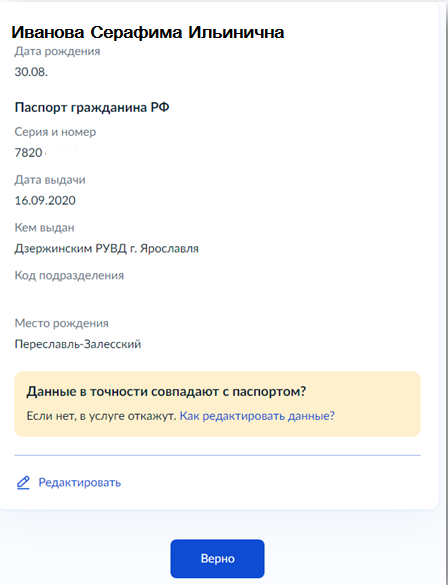 Иванова Серафима Ильинична
Дата рождения
30.08.
Паспорт гражданина РФ
Серия и номер
7820
Дата выдачи
16.09.2020
Кем выдан
Дзержинским РУВД г. Ярославля
Код подразделения
Место рождения
Переславль-Залесский
Данные в точности совпадают с паспортом?
Если нет, в услуге откажут. Как редактировать данные?
Редактировать
Верно